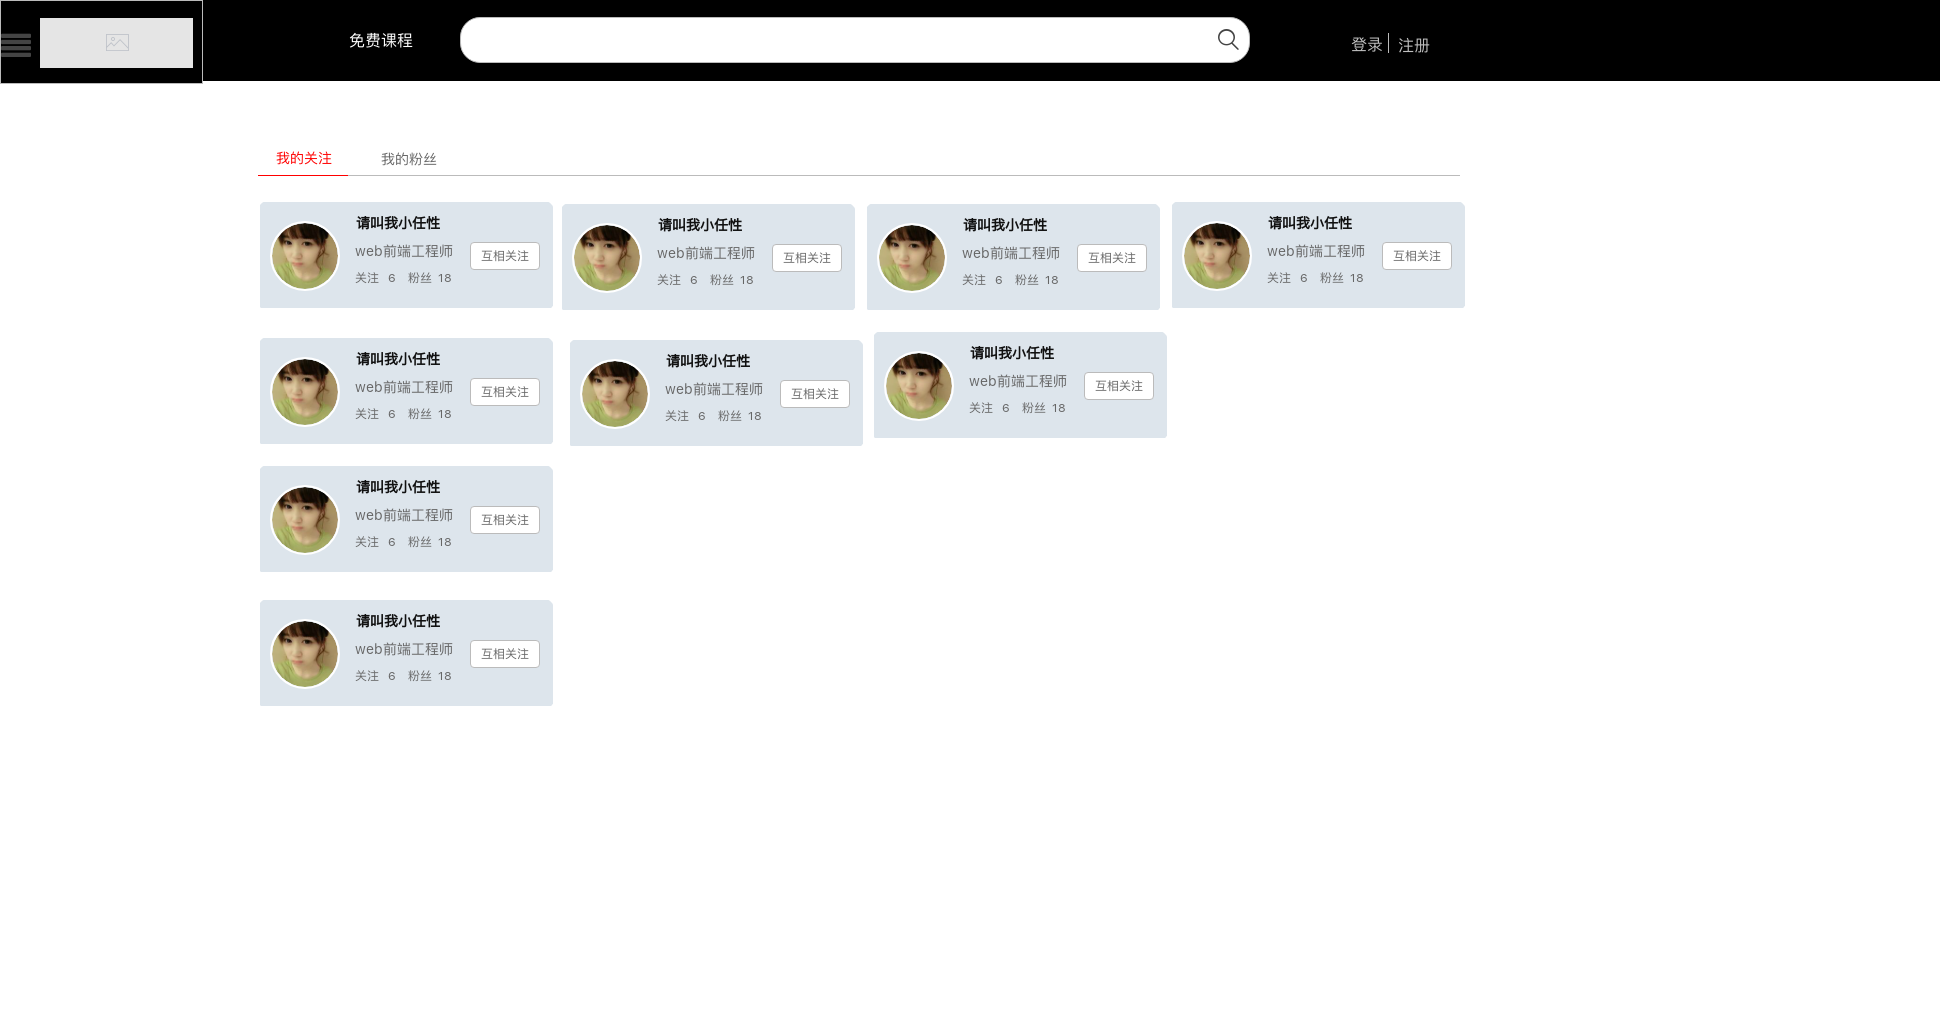 免费课程
登录 | 注册
我的关注 我的粉丝
请叫我小任性
web前端工程师
互相关注
关注 6 粉丝 18
请叫我小任性
web前端工程师
互相关注
关注 6 粉丝 18
请叫我小任性
web前端工程师
互相关注
关注 6 粉丝 18
请叫我小任性
web前端工程师
互相关注
关注 6 粉丝 18
请叫我小任性
web前端工程师
互相关注
关注 6 粉丝 18
请叫我小任性
web前端工程师
互相关注
关注 6 粉丝 18
请叫我小任性
web前端工程师
互相关注
关注 6 粉丝 18
请叫我小任性
web前端工程师
互相关注
关注 6 粉丝 18
请叫我小任性
web前端工程师
互相关注
关注 6 粉丝 18